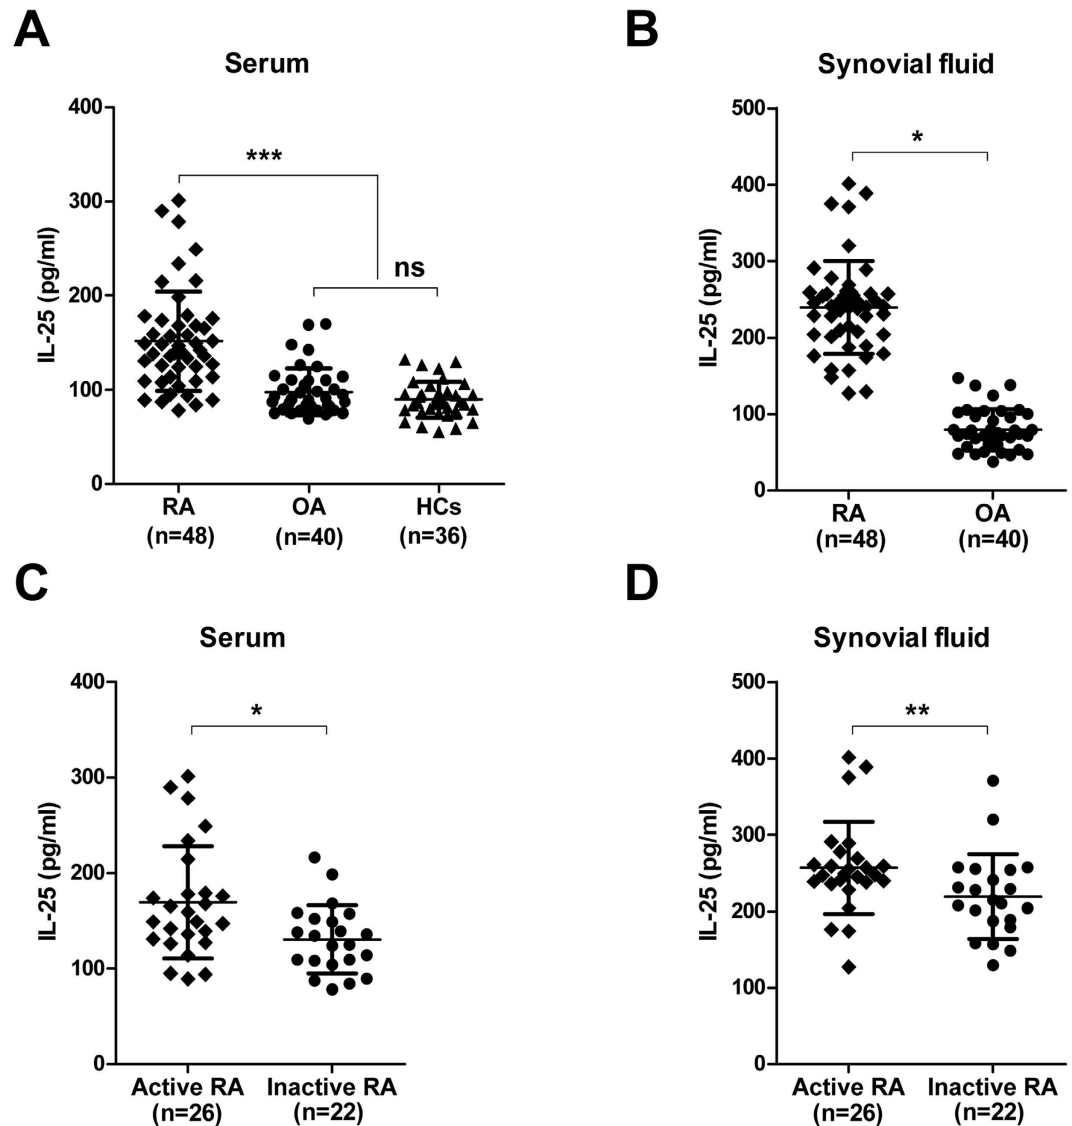 A
Serum
IL-25 (pg/ml)
400
300
200
100
0
***
ns
RA
(n=48)
OA
(n=40)
HCs
(n=36)
B
Synovial fluid
IL-25 (pg/ml)
500
400
300
200
100
0
*
RA
(n=48)
OA
(n=40)
C
Serum
IL-25 (pg/ml)
400
300
200
100
0
*
Active RA
(n=26)
Inactive RA
(n=22)
D
Synovial fluid
IL-25 (pg/ml)
500
400
300
200
100
0
**
Active RA
(n=26)
Inactive RA
(n=22)